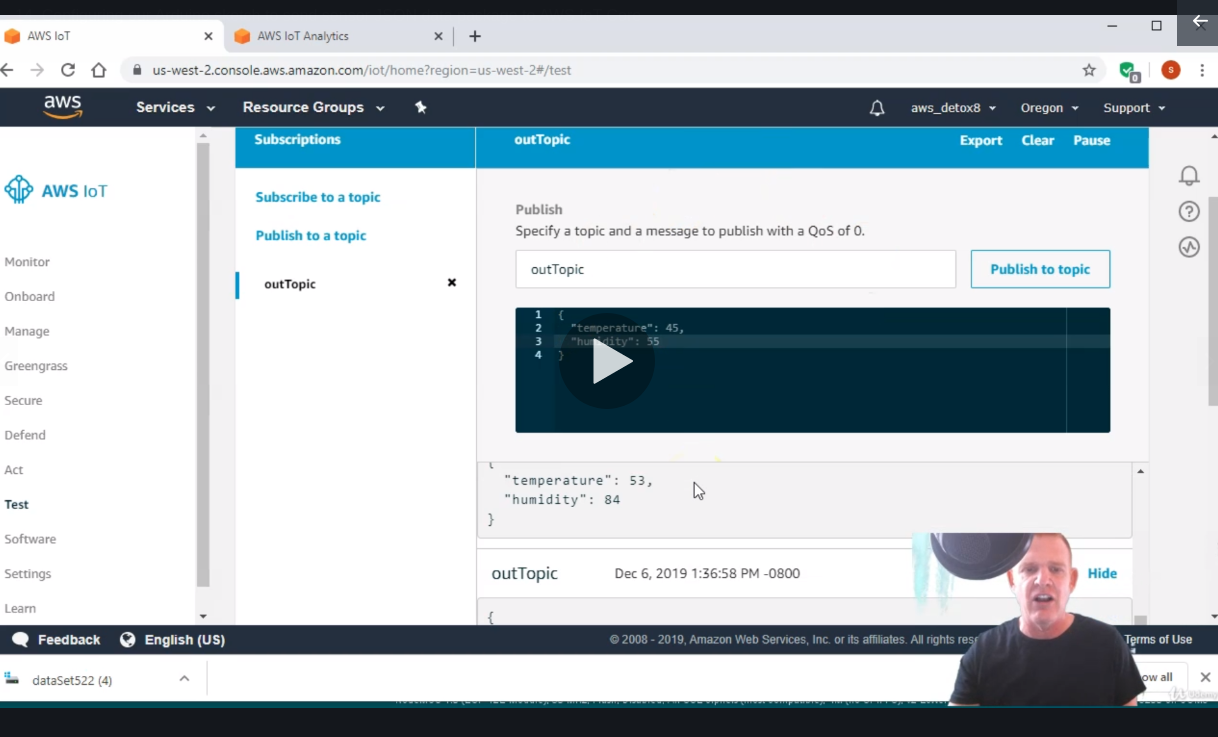 AWS IoT
AWS IoT Analytics
us-west-2.console.aws.amazon.com/iot/home?region=us-west-2#/test
0
S
aws
Services
Resource Groups
aws_detox8
Oregon
Support
AWS IoT
Monitor
Onboard
Manage
Greengrass
Secure
Defend
Act
Test
Software
Settings
Learn
Subscriptions
Subscribe to a topic
Publish to a topic
outTopic
outTopic
Export
Clear
Pause
Publish
Specify a topic and a message to publish with a QoS of 0.
outTopic
Publish to topic
1 {
2 "temperature": 45,
3 "humidity": 55
4 }
{
"temperature": 53,
"humidity": 84
}
outTopic
Dec 6, 2019 1:36:58 PM -0800
Hide
{
Feedback
English (US)
© 2008 - 2019, Amazon Web Services, Inc. or its affiliates. All rights
Terms of Use
dataSet522 (4)
all
Udemy